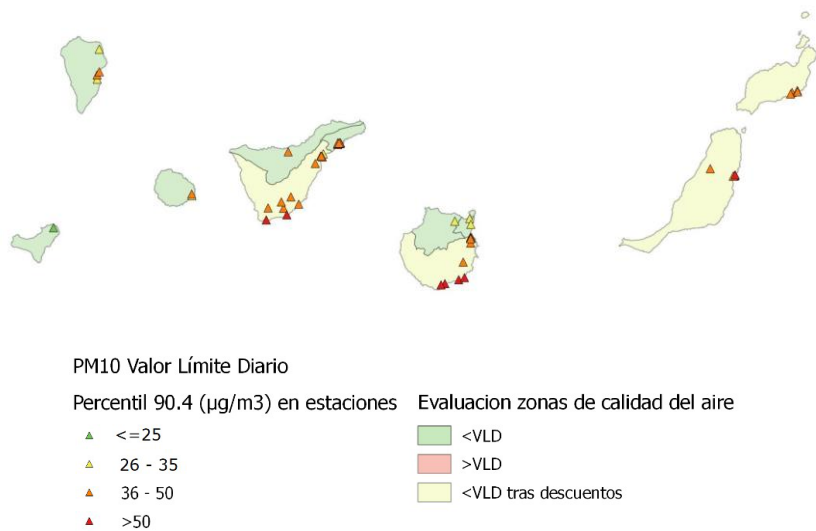 PM10 Valor Límite Diario
Percentil 90.4 (µg/m3) en estaciones
<=25
26 - 35
36 - 50
>50
Evaluacion zonas de calidad del aire
<VLD
>VLD
<VLD tras descuentos